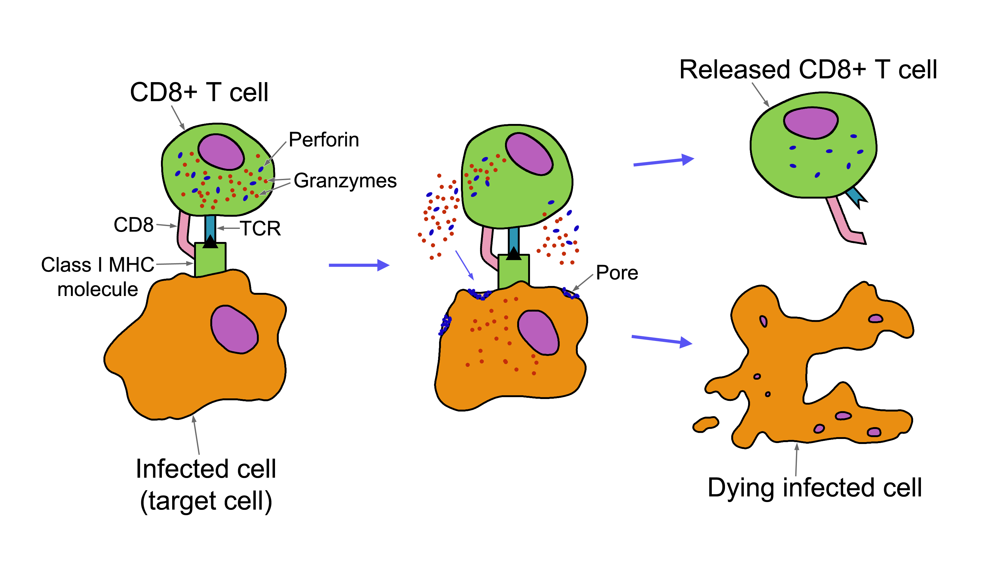 CD8+ T cell
Perforin
Granzymes
CD8
TCR
Class I MHC
molecule
Infected cell
(target cell)
Pore
Released CD8+ T cell
Dying infected cell